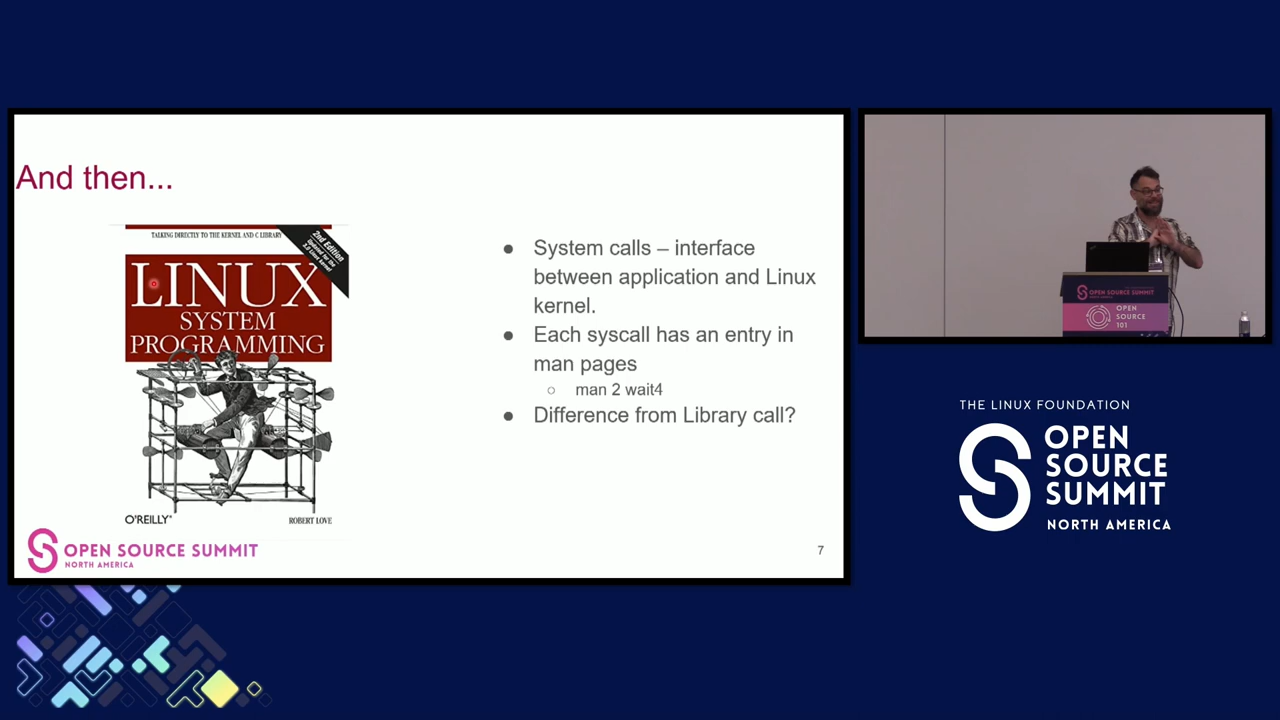 And then...
TALKING DIRECTLY TO THE KERNEL AND C LIBRARY
2nd Edition
LINUX
SYSTEM
PROGRAMMING
O'REILLY®
ROBERT LOVE
● System calls – interface
between application and Linux
kernel.
● Each syscall has an entry in
man pages
○ man 2 wait4
● Difference from Library call?
OPEN SOURCE SUMMIT
NORTH AMERICA
7
OPEN SOURCE SUMMIT
OPEN
SOURCE
101
THE LINUX FOUNDATION
OPEN
SOURCE
SUMMIT
NORTH AMERICA